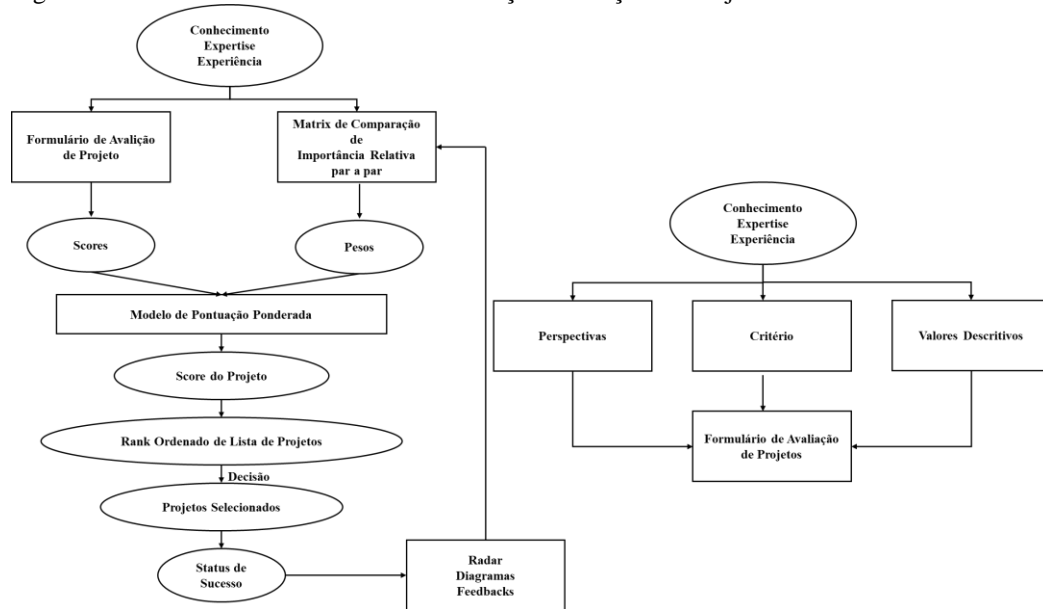 Conhecimento
Expertise
Experiência
Formulário de Avalição
de Projeto
Matrix de Comparação
de
Importância Relativa
par a par
Scores
Pesos
Modelo de Pontuação Ponderada
Score do Projeto
Rank Ordenado de Lista de Projetos
Decisão
Projetos Selecionados
Status de
Sucesso
Radar
Diagramas
Feedbacks
Conhecimento
Expertise
Experiência
Perspectivas
Critério
Valores Descritivos
Formulário de Avaliação
de Projetos